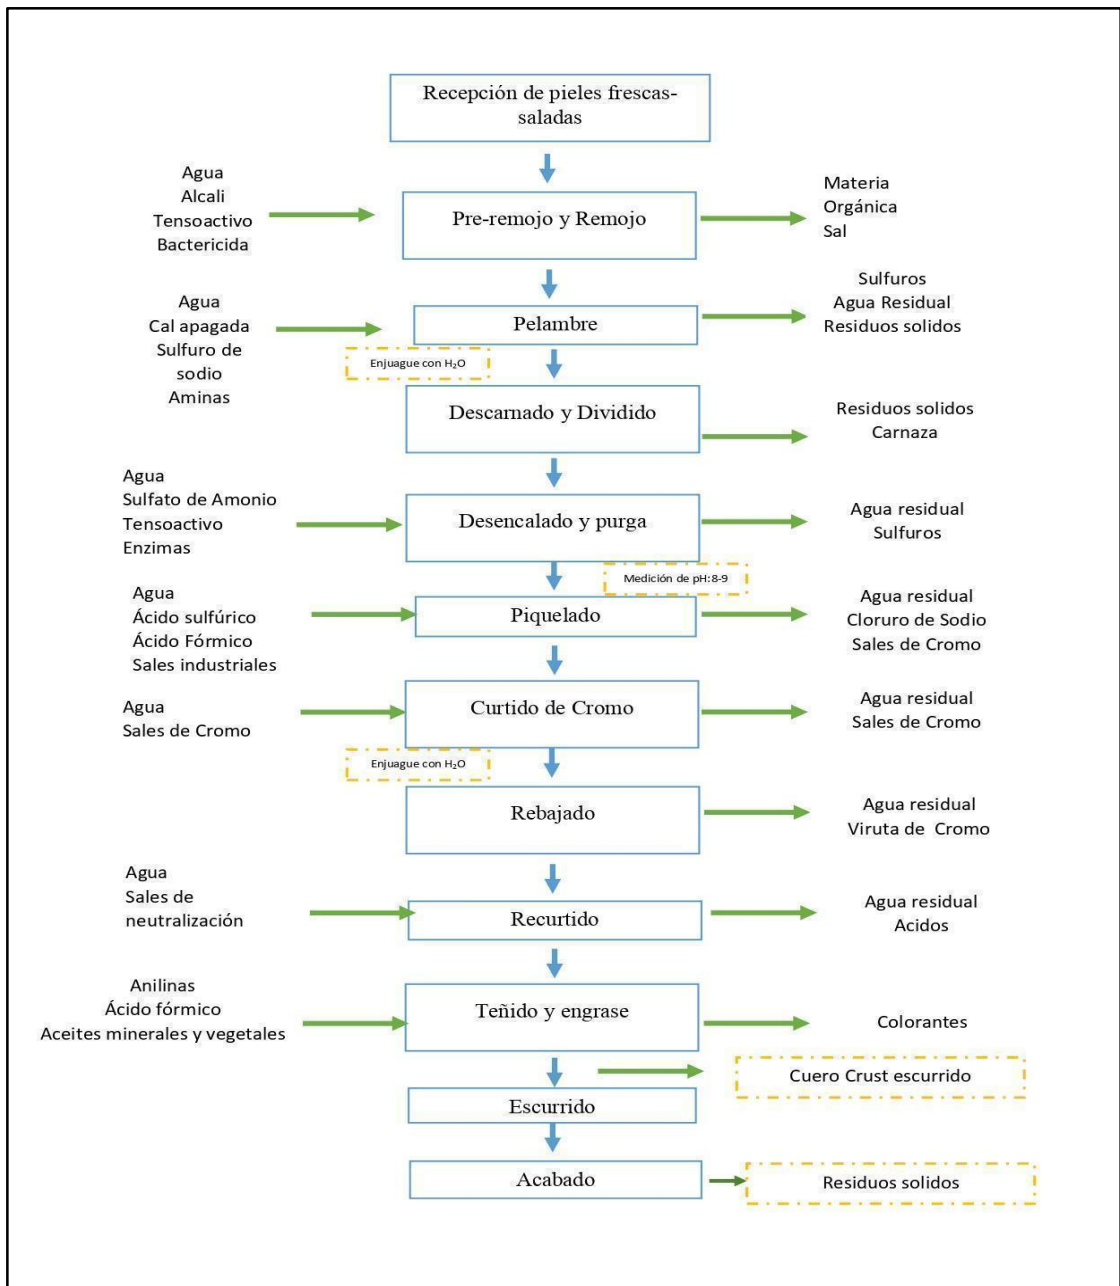 Recepción de pieles frescas-
saladas
Agua
Alcali
Tensoactivo
Bactericida
Pre-remojo y Remojo
Materia
Orgánica
Sal
Agua
Cal apagada
Sulfuro de
sodio
Aminas
Pelambre
Sulfuros
Agua Residual
Residuos solidos
Enjuague con H₂O
Descarnado y Dividido
Residuos solidos
Carnaza
Agua
Sulfato de Amonio
Tensoactivo
Enzimas
Desencalado y purga
Agua residual
Sulfuros
Medición de pH:8-9
Agua
Ácido sulfúrico
Ácido Fórmico
Sales industriales
Piquelado
Agua residual
Cloruro de Sodio
Sales de Cromo
Agua
Sales de Cromo
Curtido de Cromo
Agua residual
Sales de Cromo
Enjuague con H₂O
Rebajado
Agua residual
Viruta de Cromo
Agua
Sales de
neutralización
Recurtido
Agua residual
Acidos
Anilinas
Ácido fórmico
Aceites minerales y vegetales
Teñido y engrase
Colorantes
Cuero Crust escurrido
Escurrido
Acabado
Residuos solidos